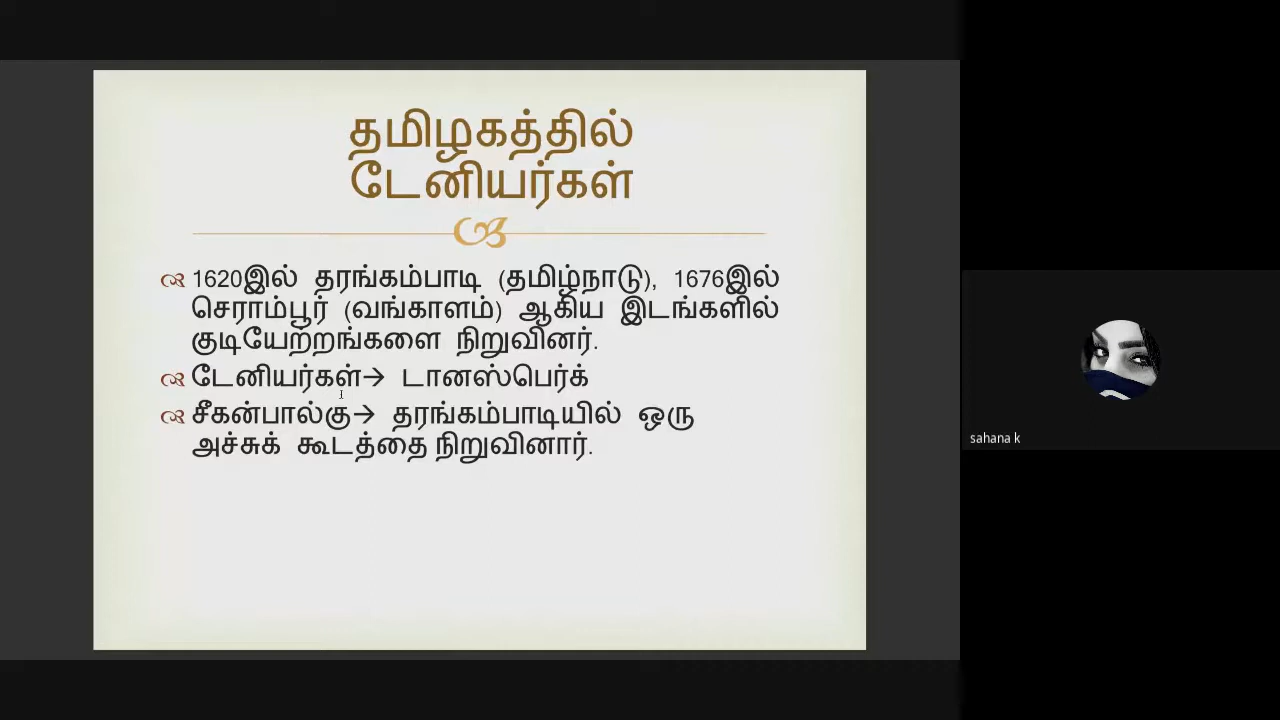 தமிழகத்தில்
டேனியர்கள்
1620இல் தரங்கம்பாடி (தமிழ்நாடு), 1676இல்
செராம்பூர் (வங்காளம்) ஆகிய இடங்களில்
குடியேற்றங்களை நிறுவினர்.
டேனியர்கள்→ டானஸ்பெர்க்
சீகன்பால்கு→ தரங்கம்பாடியில் ஒரு
அச்சுக் கூடத்தை நிறுவினார்.
sahana k